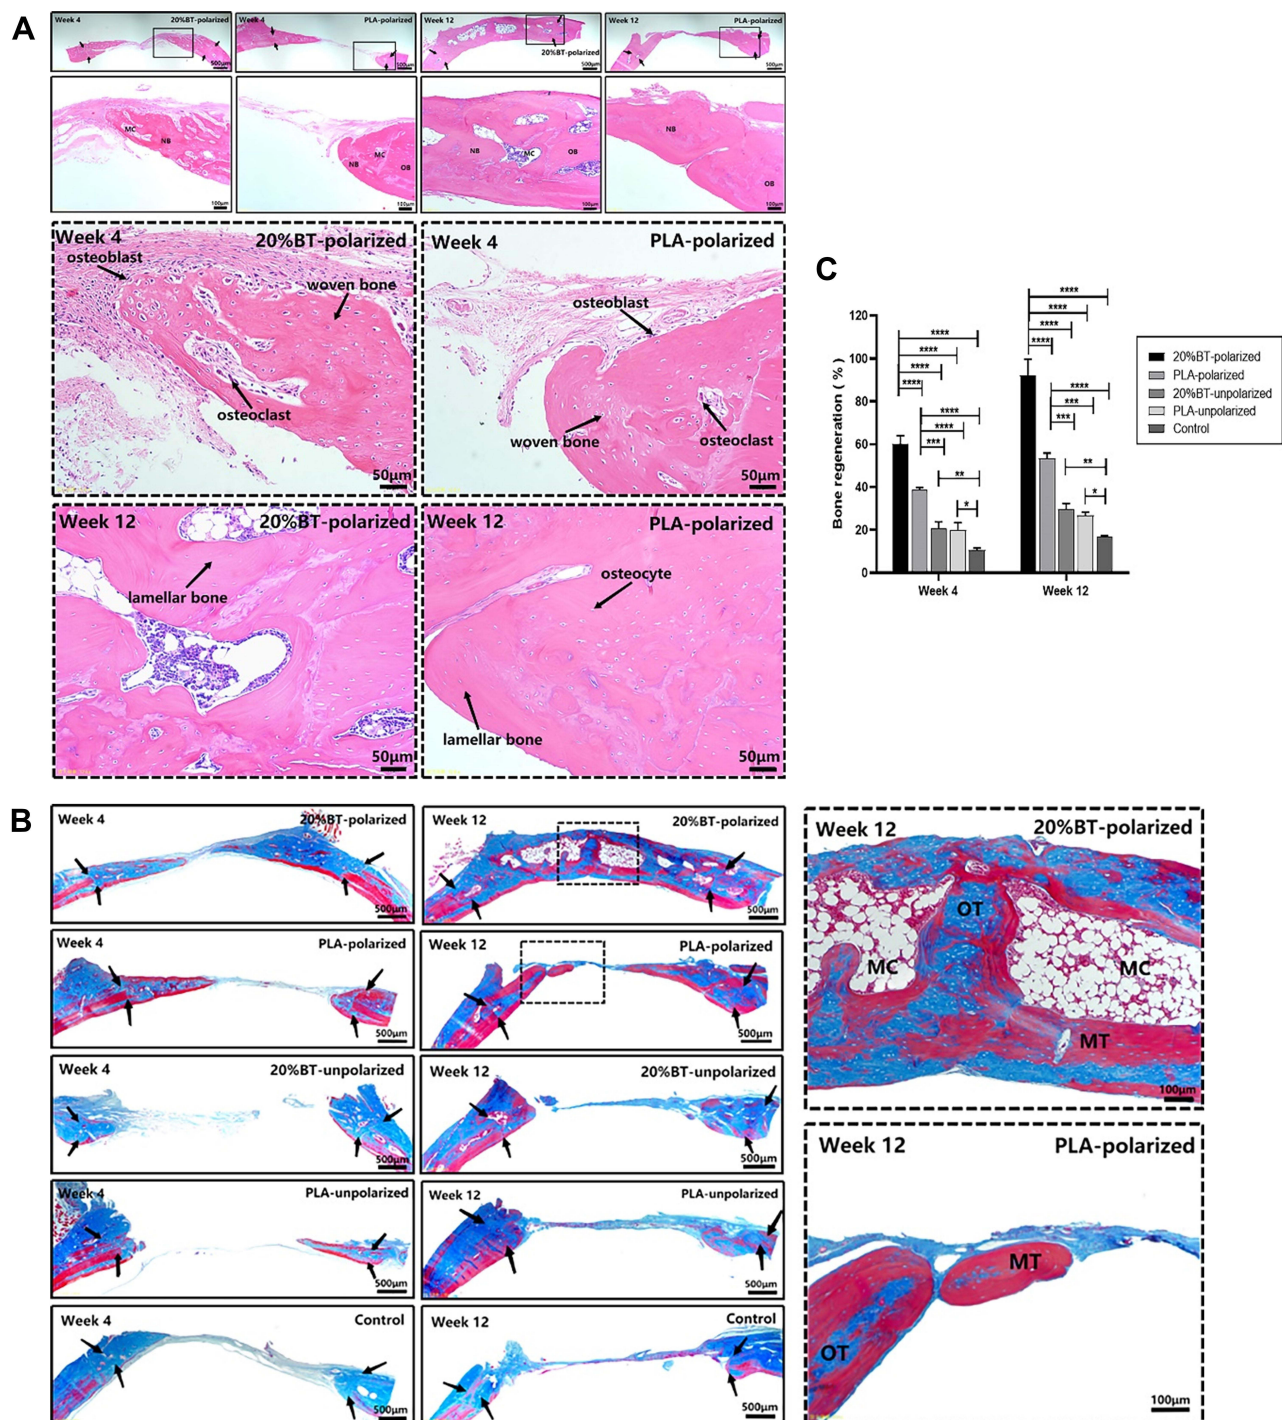 A
Week 4
20%BT-polarized
500μm
Week 4
PLA-polarized
500μm
Week 12
20%BT-polarized
500μm
Week 12
PLA-polarized
500μm
MC
NB
100μm
NB
MC
OB
100μm
NB
MC
OB
100μm
NB
OB
100μm
Week 4
20%BT-polarized
osteoblast
woven bone
osteoclast
50μm
Week 4
PLA-polarized
osteoblast
woven bone
osteoclast
50μm
Week 12
20%BT-polarized
lamellar bone
50μm
Week 12
PLA-polarized
osteocyte
lamellar bone
50μm
C
Bone regeneration ( % )
120
100
80
60
40
20
0
****
****
****
****
****
****
***
**
*
****
****
****
****
****
***
***
**
*
Week 4
Week 12
20%BT-polarized
PLA-polarized
20%BT-unpolarized
PLA-unpolarized
Control
B
Week 4
20%BT-polarized
500μm
Week 12
20%BT-polarized
500μm
Week 4
PLA-polarized
500μm
Week 12
PLA-polarized
500μm
Week 4
20%BT-unpolarized
500μm
Week 12
20%BT-unpolarized
500μm
Week 4
PLA-unpolarized
500μm
Week 12
PLA-unpolarized
500μm
Week 4
Control
500μm
Week 12
Control
500μm
Week 12
20%BT-polarized
OT
MC
MC
MT
100μm
Week 12
PLA-polarized
MT
OT
100μm